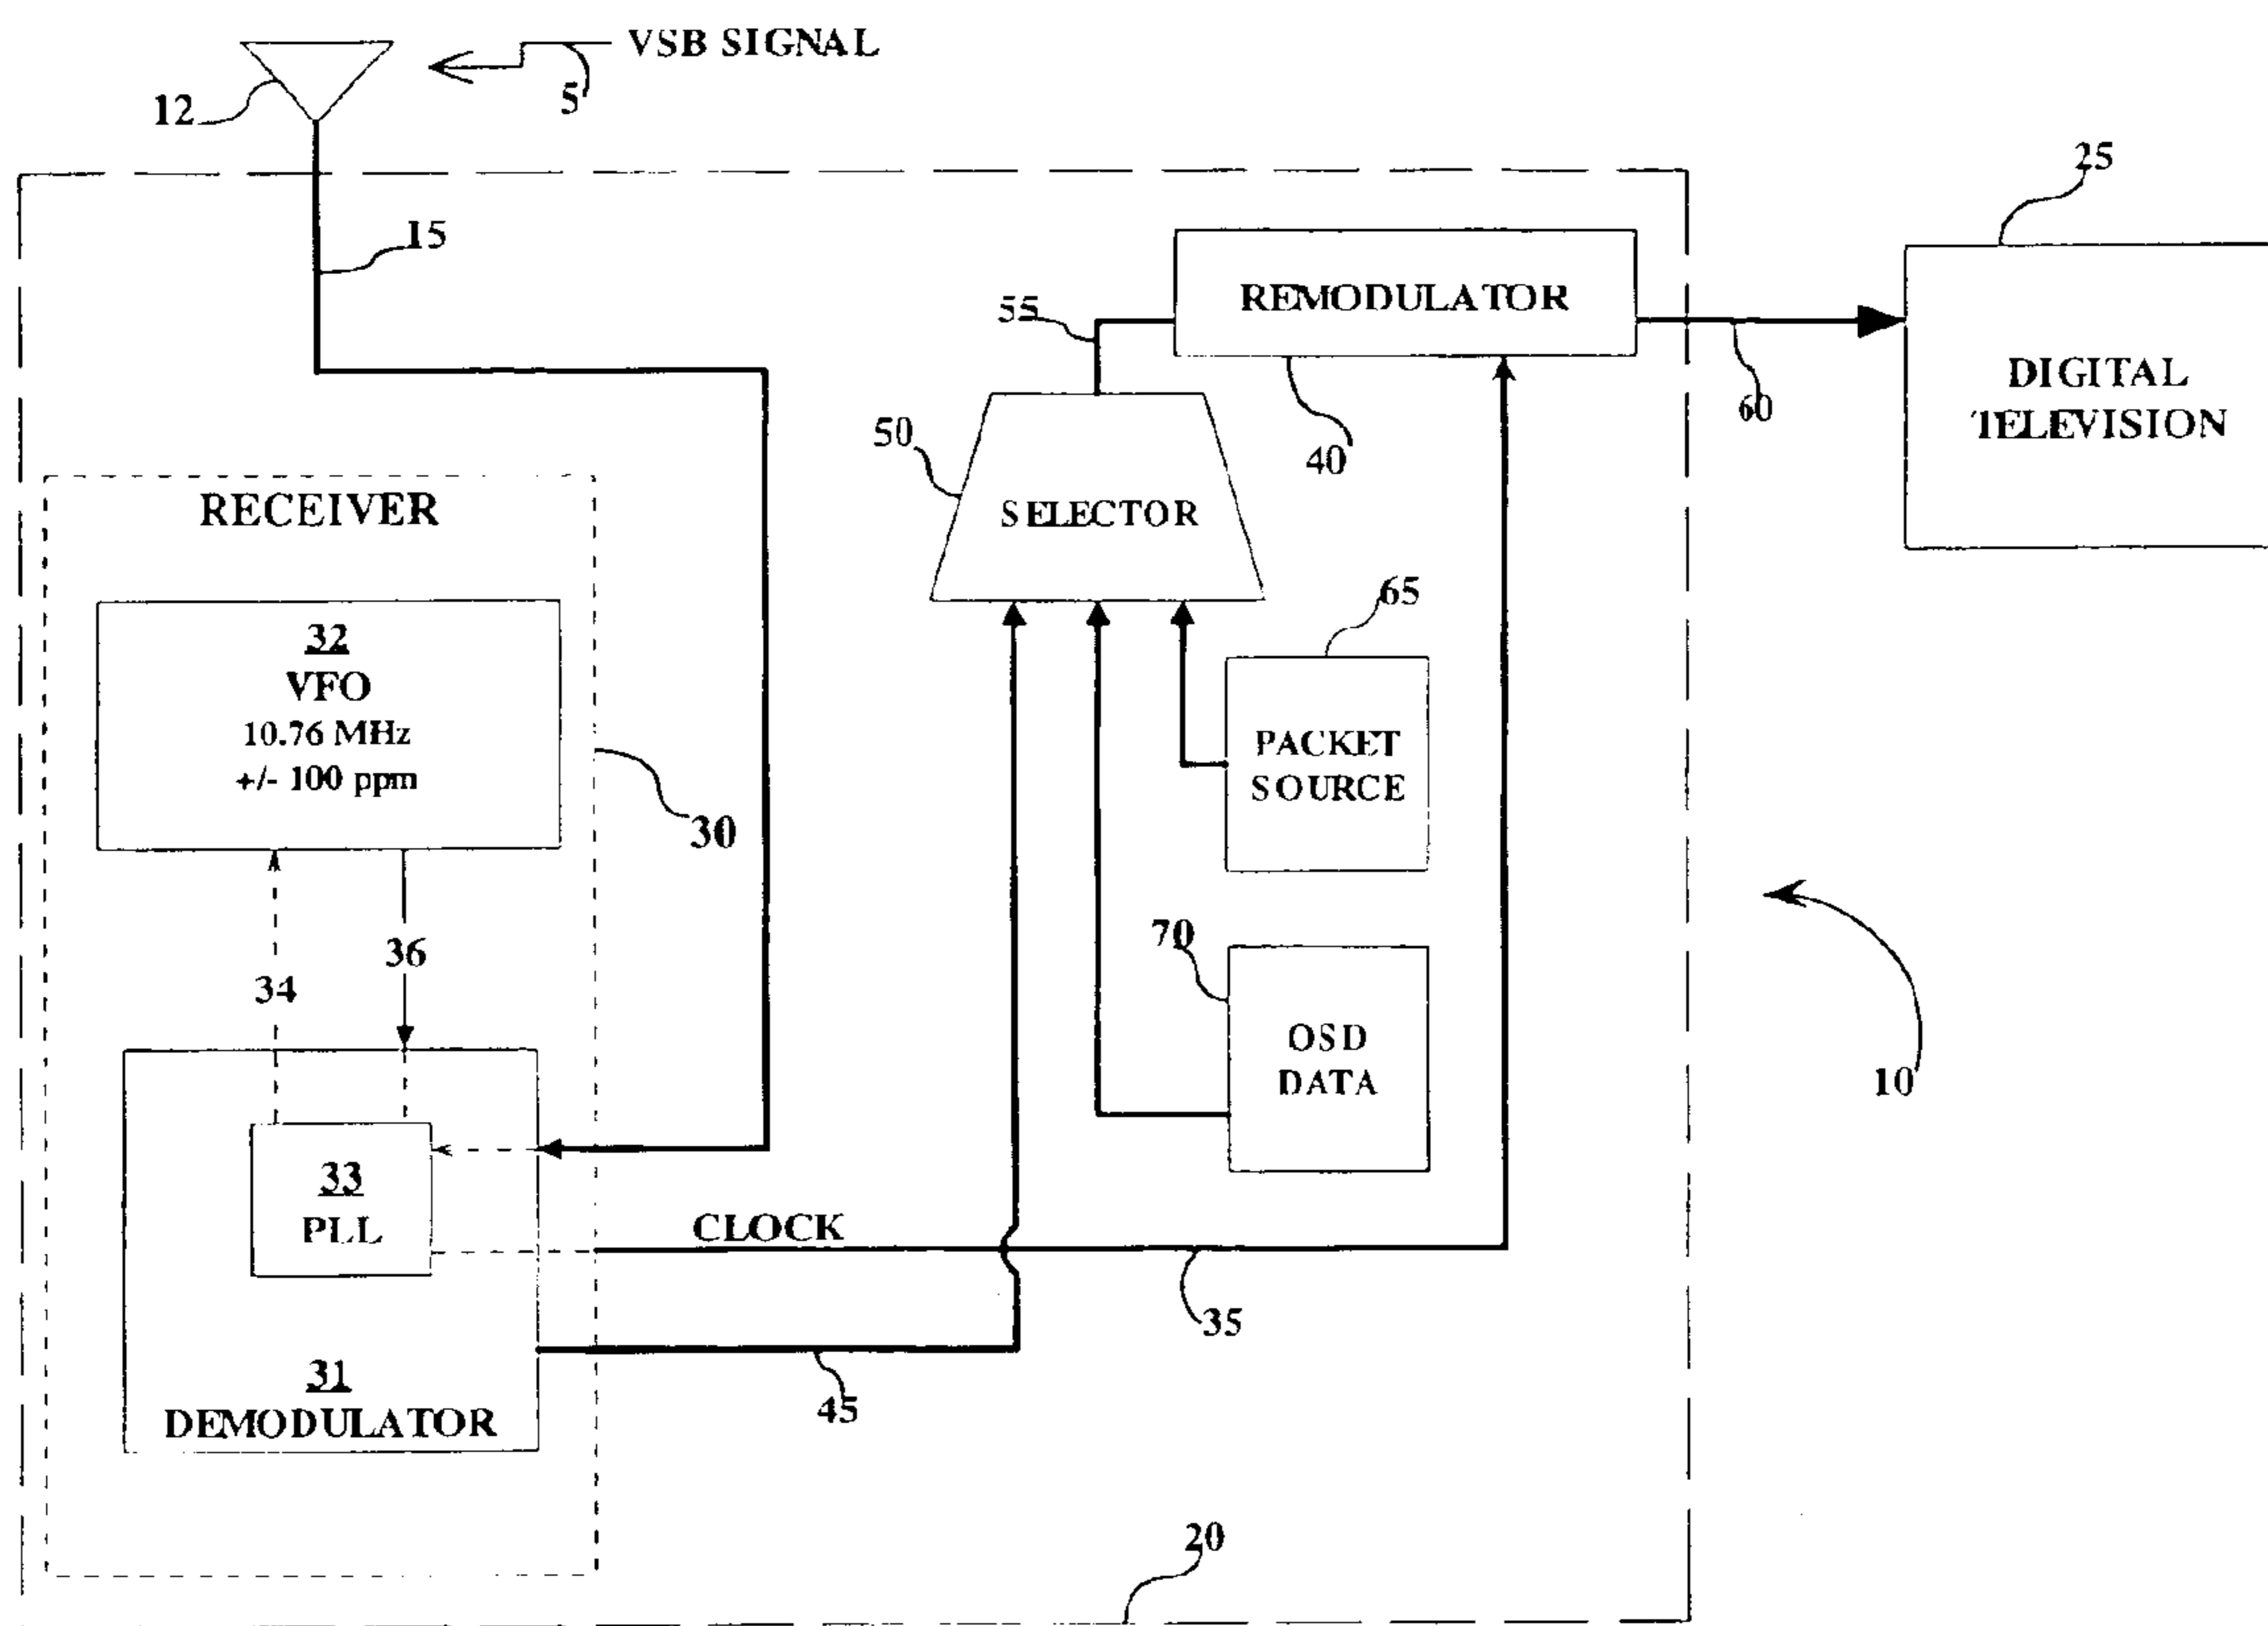 VSB SIGNAL
5
12
25
15
REMODULATOR
55
DIGITAL
TELEVISION
60
50
40
SELECTOR
RECEIVER
65
32
VFO
10.76 MHz
+/- 100 ppm
PACKET
SOURCE
30
70
36
34
OSD
DATA
10
33
PLL
CLOCK
35
31
DEMODULATOR
45
20